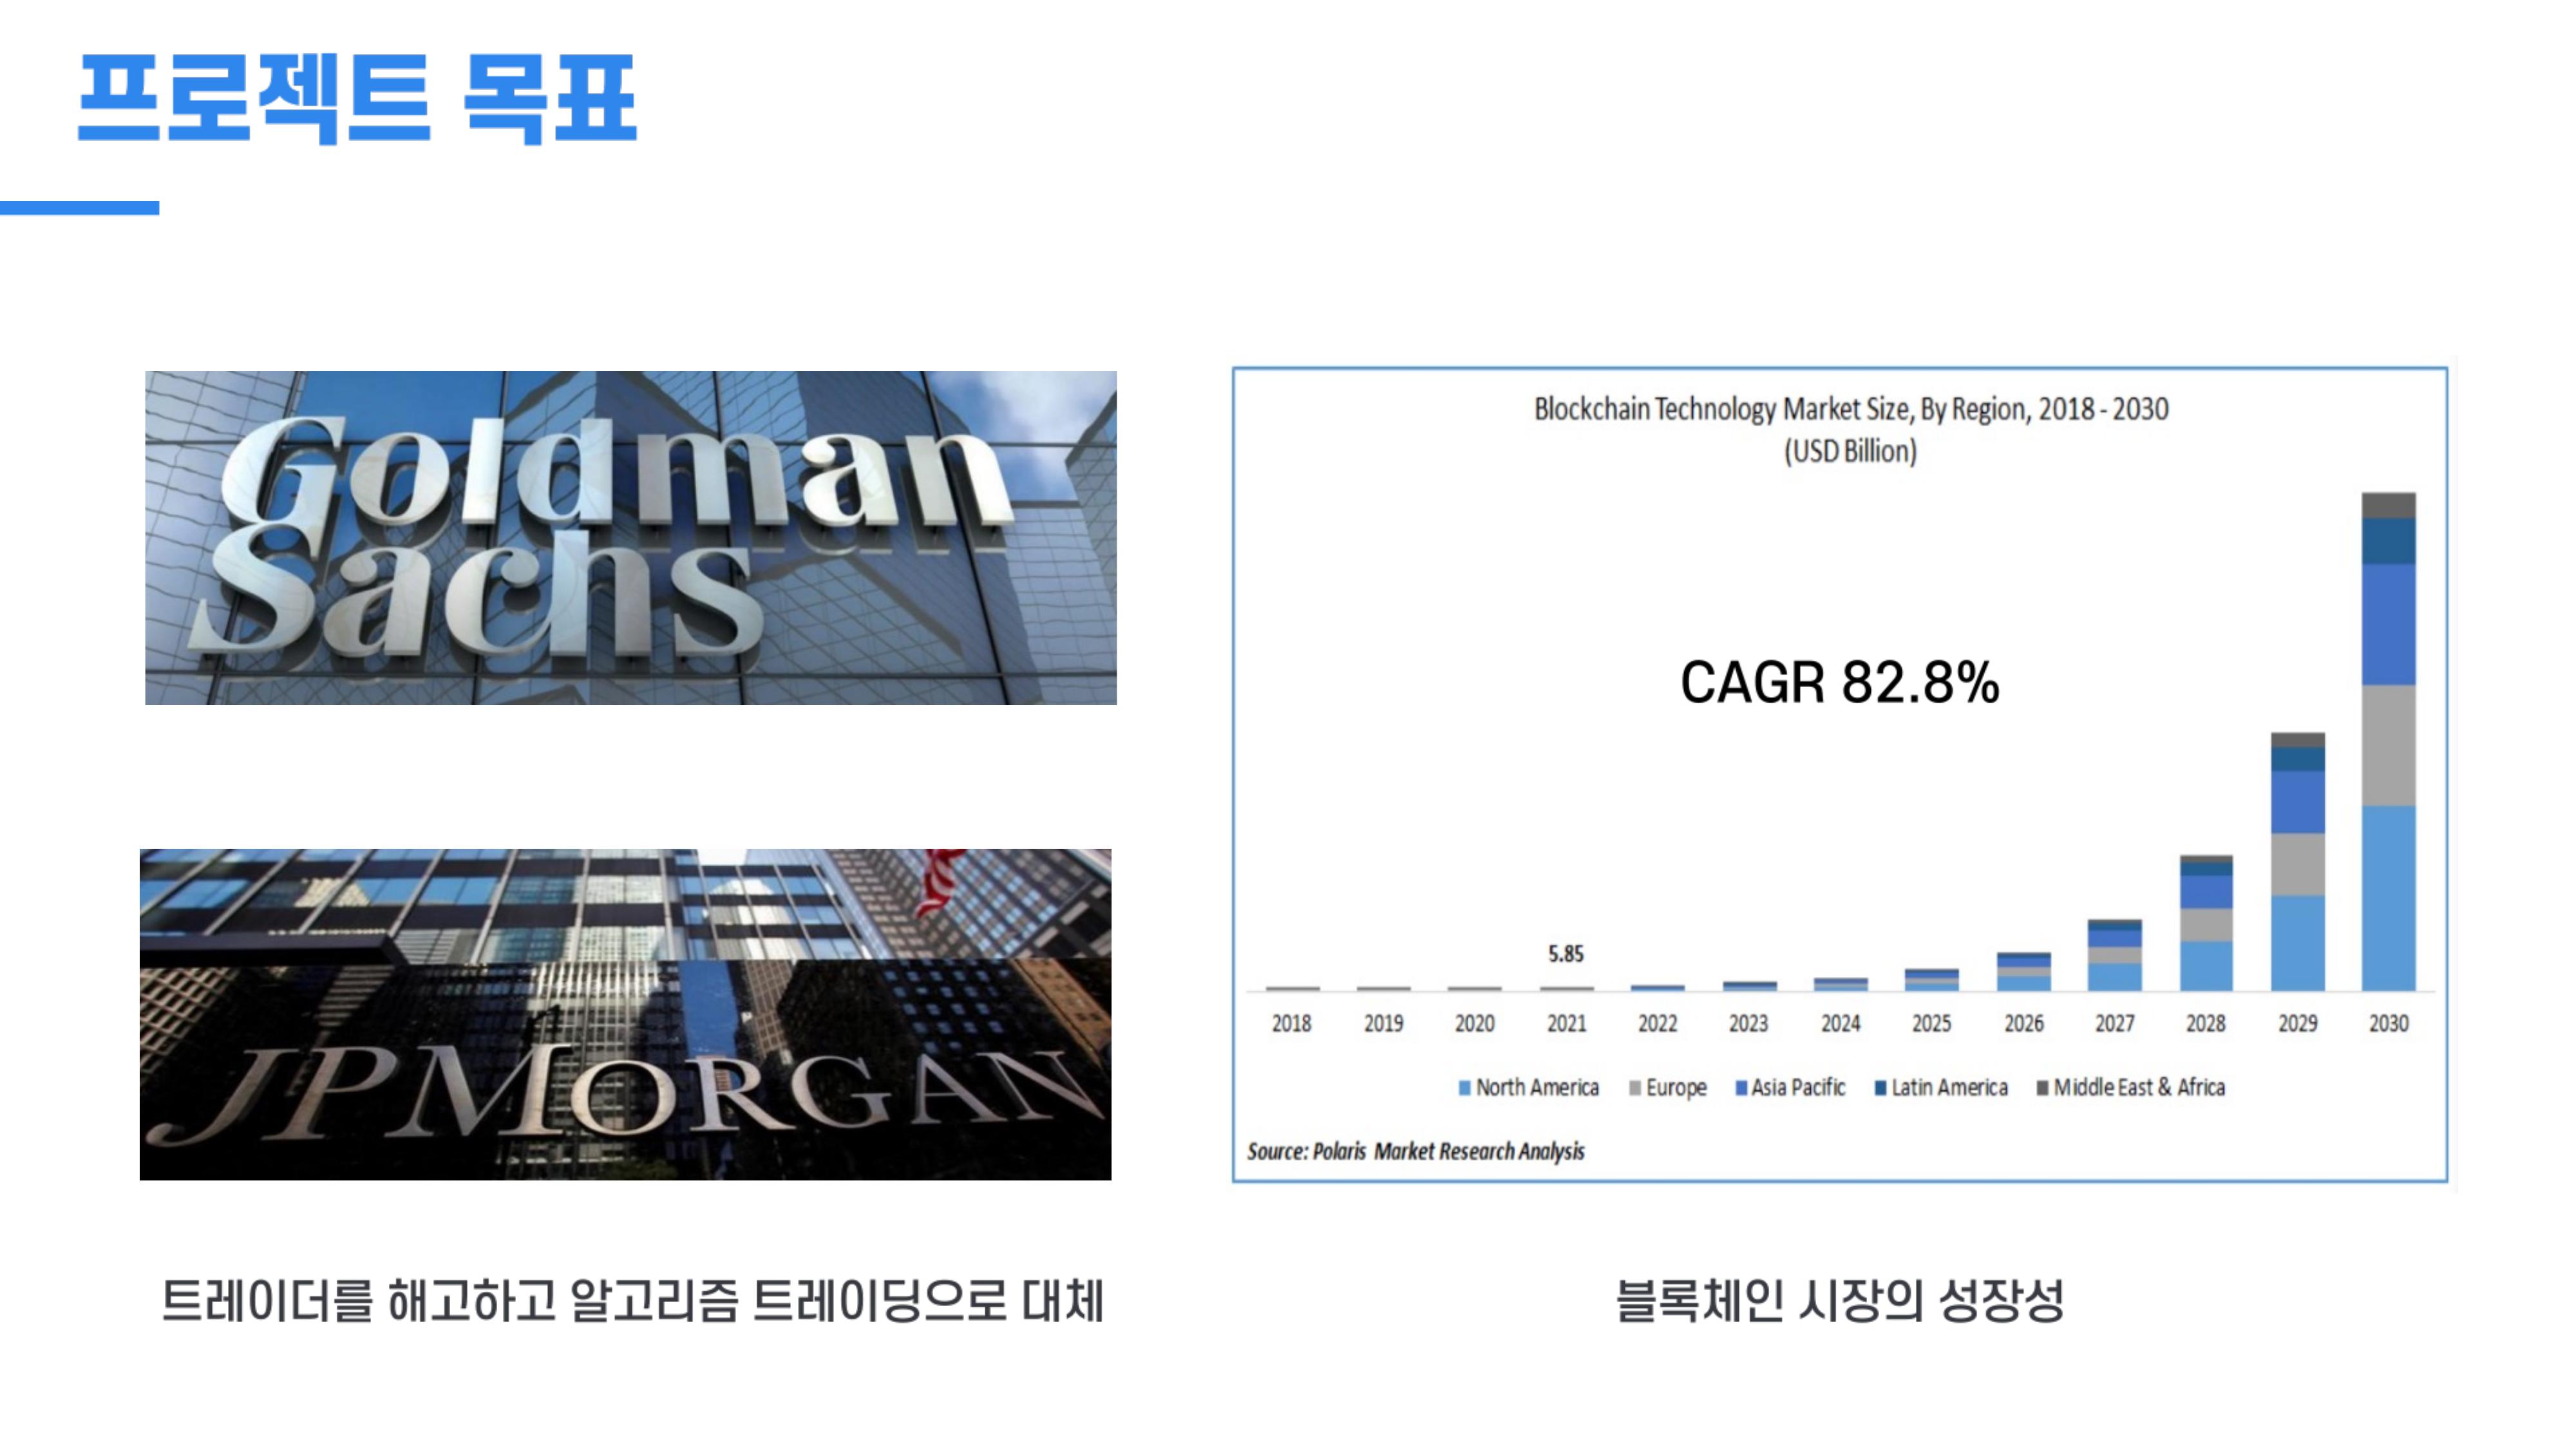 프로젝트 목표
Goldman
Sachs
JPMORGAN
트레이더를 해고하고 알고리즘 트레이딩으로 대체
Blockchain Technology Market Size, By Region, 2018 - 2030
(USD Billion)
CAGR 82.8%
5.85
2018 2019 2020 2021 2022 2023 2024 2025 2026 2027 2028 2029 2030
North America Europe Asia Pacific Latin America Middle East & Africa
Source: Polaris Market Research Analysis
블록체인 시장의 성장성